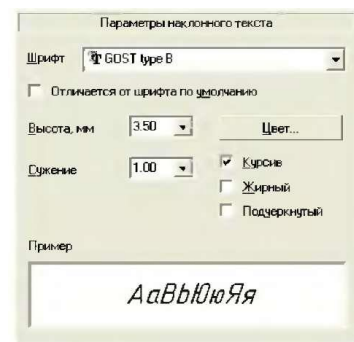 Параметры наклонного текста
Шрифт GOST type B
Отличается от шрифта по умолчанию
Высота, мм 3.50 Цвет...
Сужение 1.00 Курсив
Жирный
Подчеркнутый
Пример
АаВЬЮюЯя